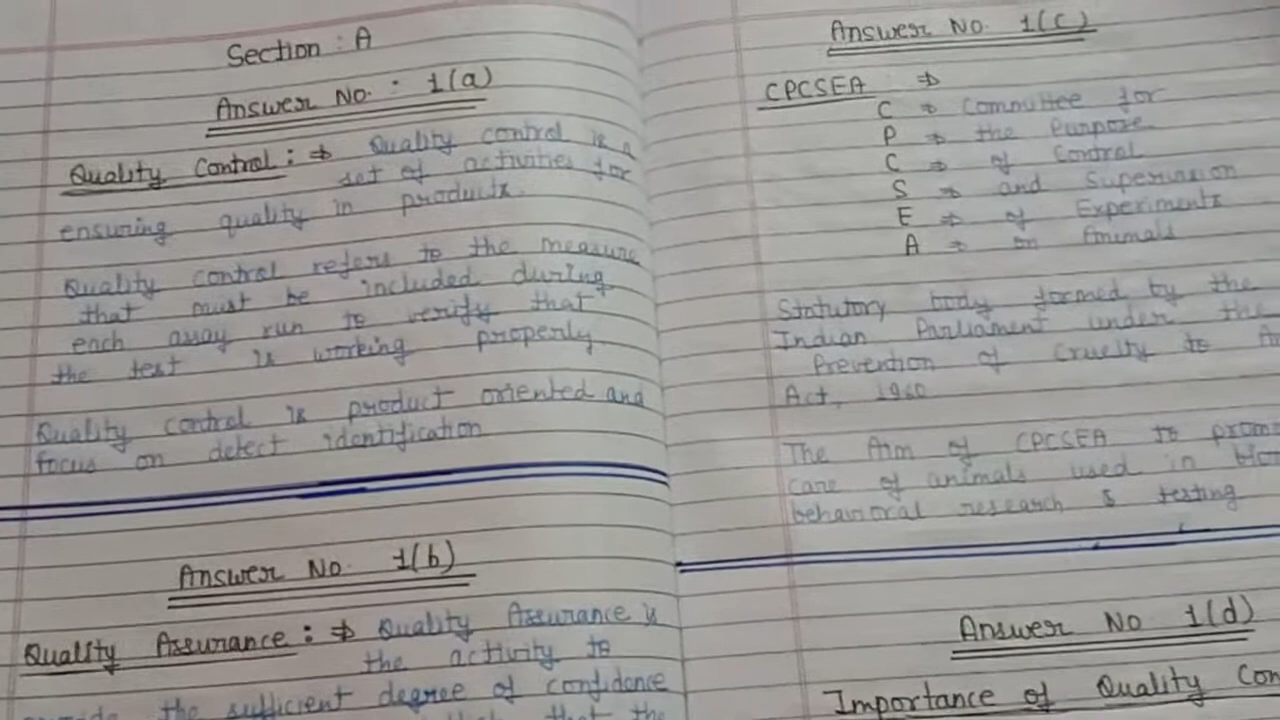 Section : A
Answer No. : 1(a)
Quality Control : ⇒ Quality control is a
set of activities for
ensuring quality in products.
Quality control refers to the measure
that must be included during
each assay run to verify that
the test is working properly
Quality control is product oriented and
focus on detect identification
Answer No. 1(b)
Quality Assurance : ⇒ Quality Assurance is
the activity to
the sufficient degree of confidence
that the
Answer No. 1(c)
CPCSEA ⇒
C ⇒ Committee for
P ⇒ the Purpose
C ⇒ of Control
S ⇒ and Supervision
E ⇒ of Experiments
A ⇒ on Animals
Statutory body formed by the
Indian Parliament under the
Prevention of Cruelty to
Act, 1960
The Aim of CPCSEA to
care of animals used in
behavioral research & testing
Answer No 1(d)
Importance of Quality